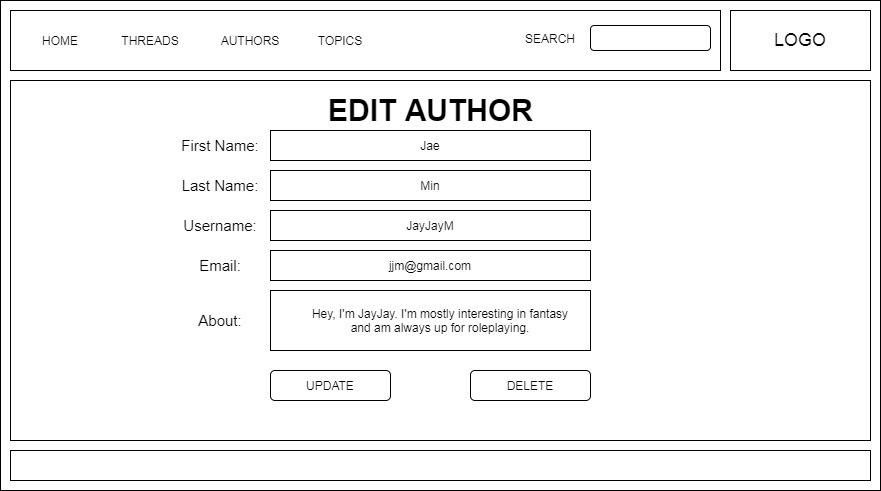 HOME THREADS AUTHORS TOPICS SEARCH LOGO
EDIT AUTHOR
First Name: Jae
Last Name: Min
Username: JayJayM
Email: jjm@gmail.com
About: Hey, I'm JayJay. I'm mostly interesting in fantasy
and am always up for roleplaying.
UPDATE DELETE